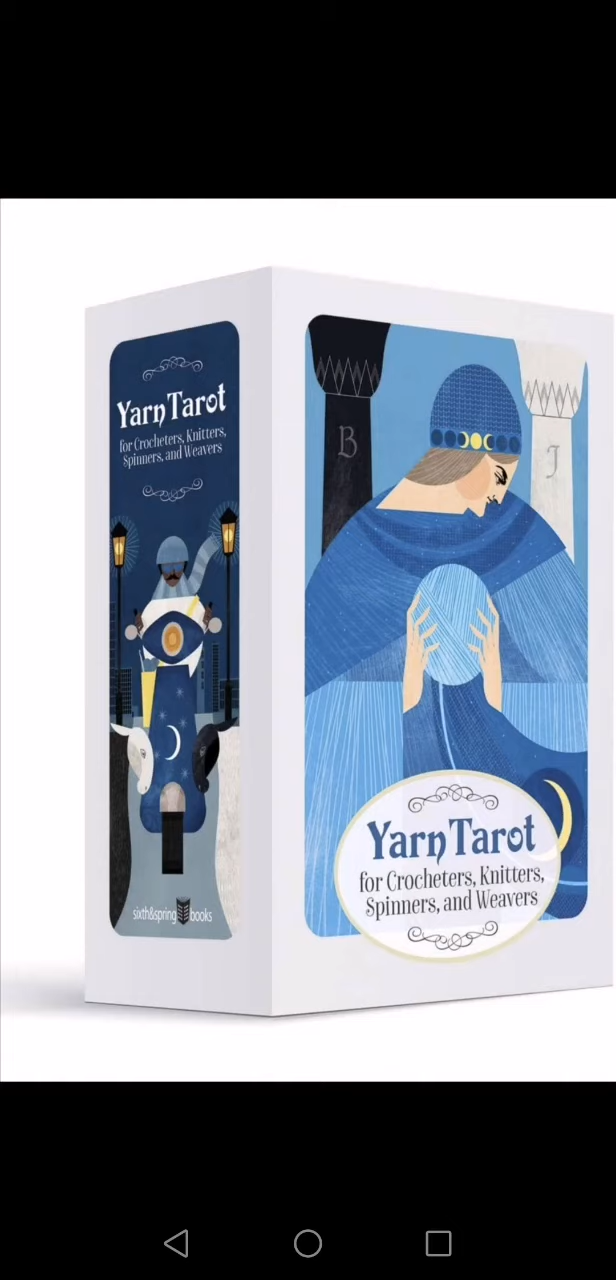 Yarn Tarot
for Crocheters, Knitters,
Spinners, and Weavers
sixth&spring books
B
J
Yarn Tarot
for Crocheters, Knitters,
Spinners, and Weavers